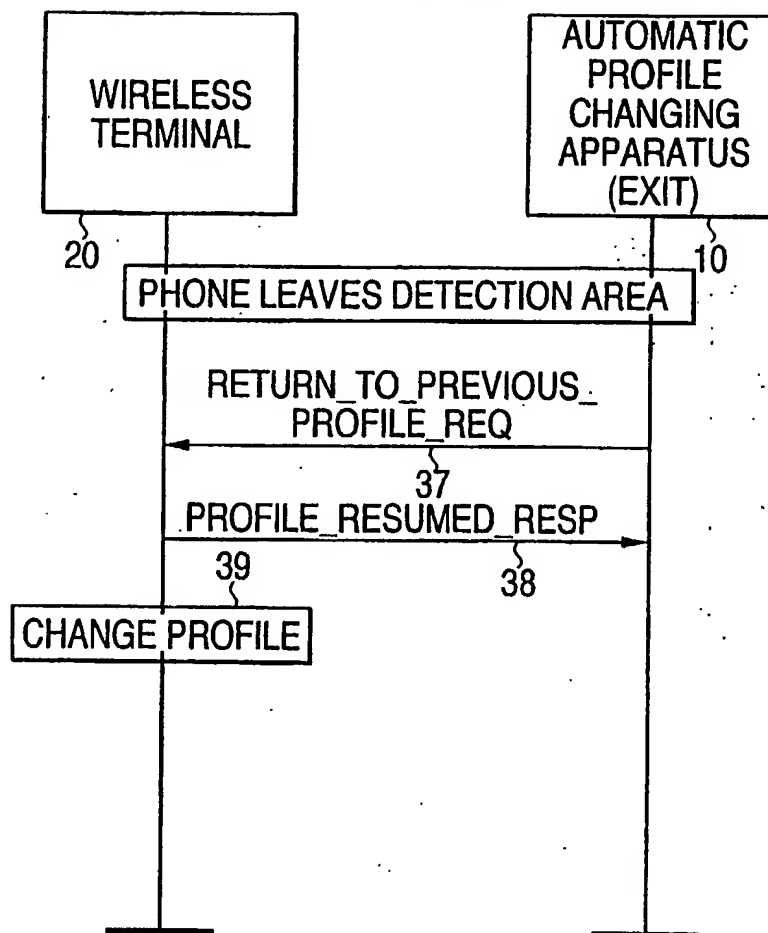 WIRELESS
TERMINAL
AUTOMATIC
PROFILE
CHANGING
APPARATUS
(EXIT)
20
10
PHONE LEAVES DETECTION AREA
RETURN_TO_PREVIOUS_
PROFILE_REQ
37
PROFILE_RESUMED_RESP
38
39
CHANGE PROFILE